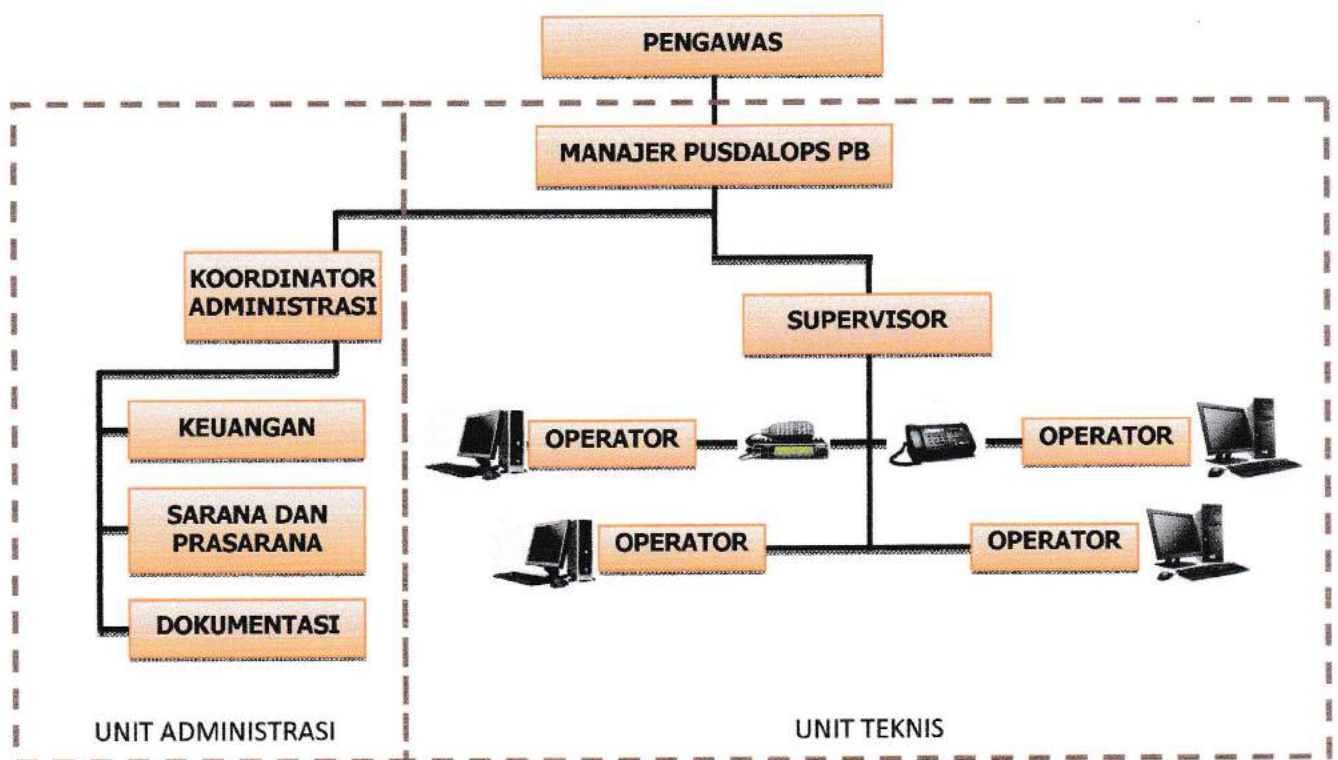 PENGAWAS
MANAJER PUSDALOPS PB
KOORDINATOR
ADMINISTRASI
KEUANGAN
SARANA DAN
PRASARANA
DOKUMENTASI
UNIT ADMINISTRASI
SUPERVISOR
OPERATOR
OPERATOR
OPERATOR
OPERATOR
UNIT TEKNIS